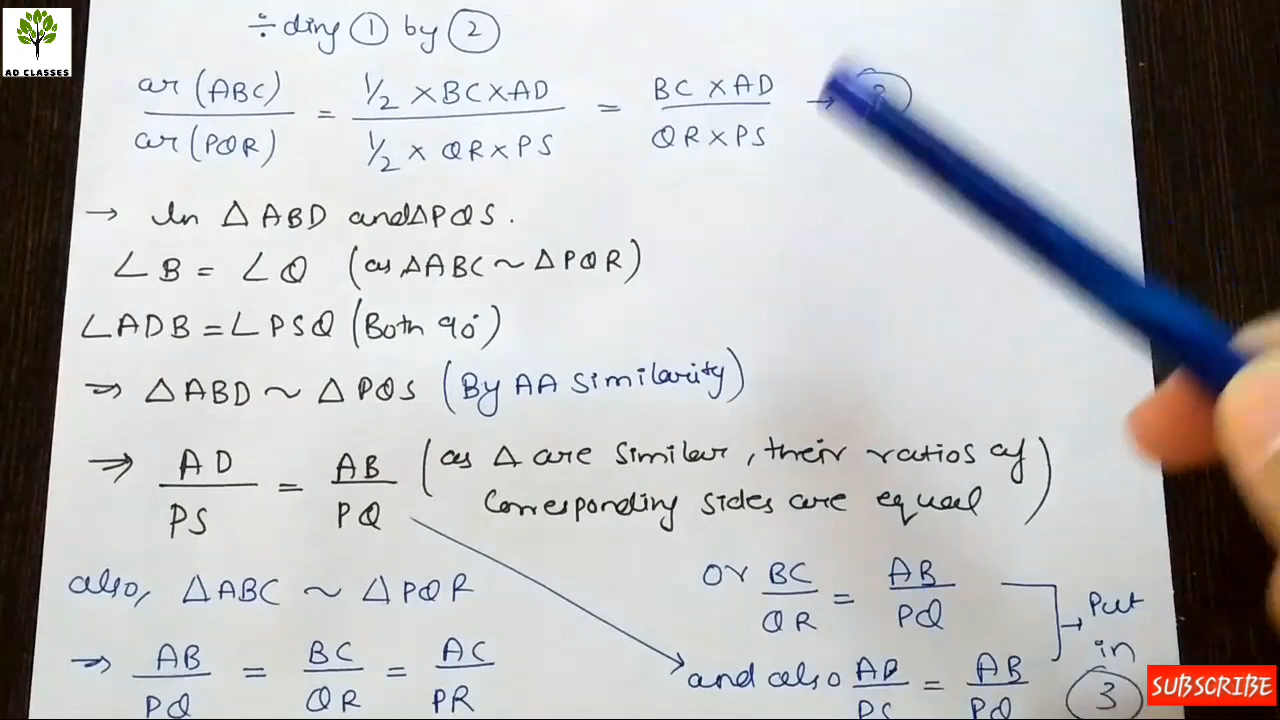 AD CLASSES
÷ding ① by ②
ar (ABC) / ar (PQR) = 1/2 × BC × AD / 1/2 × QR × PS = BC × AD / QR × PS →
→ In △ ABD and △PQS.
∠B = ∠Q (as △ABC ~ △PQR)
∠ADB = ∠PSQ (Both 90°)
⇒ △ABD ~ △PQS (By AA Similarity)
⇒ AD / PS = AB / PQ (as △ are similar, their ratios of corresponding sides are equal)
also, △ABC ~ △PQR
⇒ AB / PQ = BC / QR = AC / PR
or BC / QR = AB / PQ
and also AD / PS = AB / PQ
→ Put in ③
SUBSCRIBE